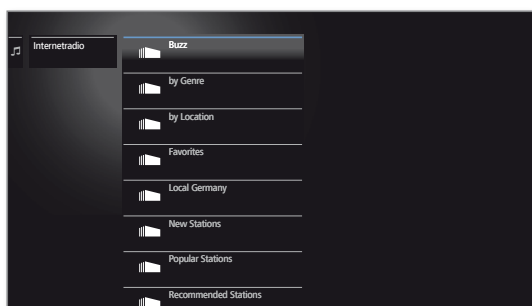 Internetradio
Buzz
by Genre
by Location
Favorites
Local Germany
New Stations
Popular Stations
Recommended Stations